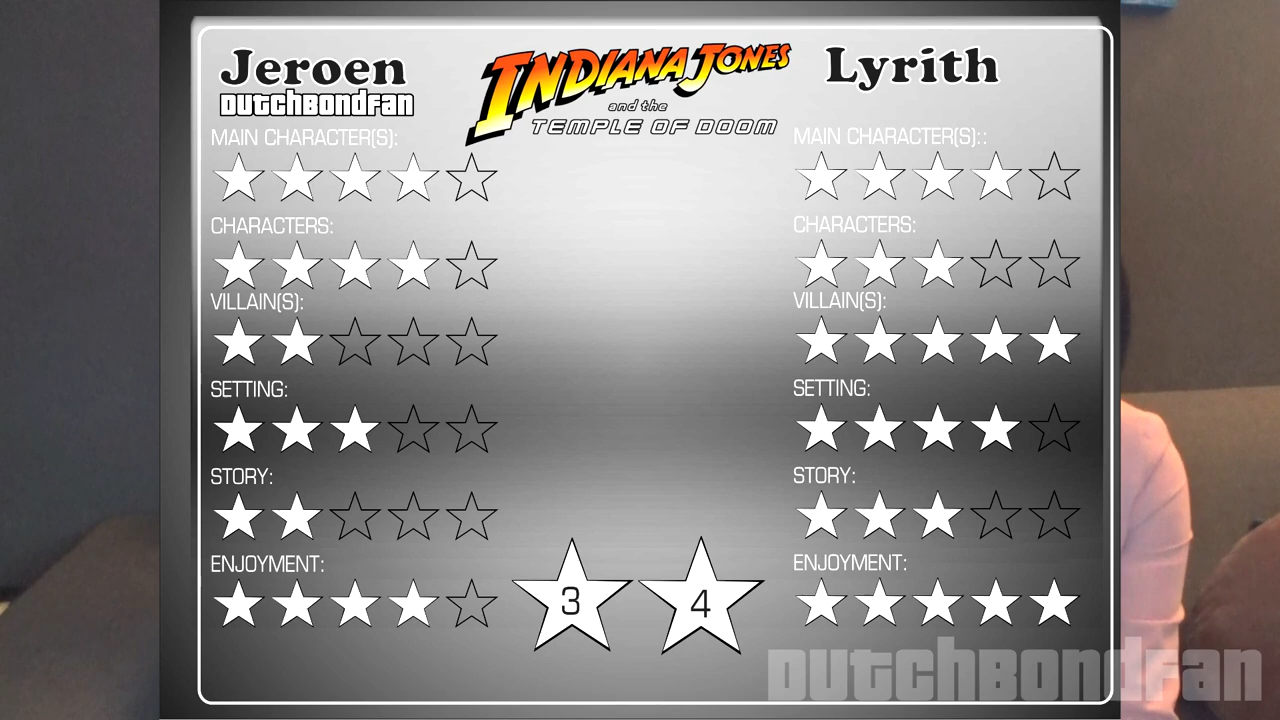 Jeroen
DUTCHBONDFAN
MAIN CHARACTER(S):
CHARACTERS:
VILLAIN(S):
SETTING:
STORY:
ENJOYMENT:
INDIANA JONES
and the
TEMPLE OF DOOM
3
4
Lyrith
MAIN CHARACTER(S)::
CHARACTERS:
VILLAIN(S):
SETTING:
STORY:
ENJOYMENT:
DUTCHBONDFAN